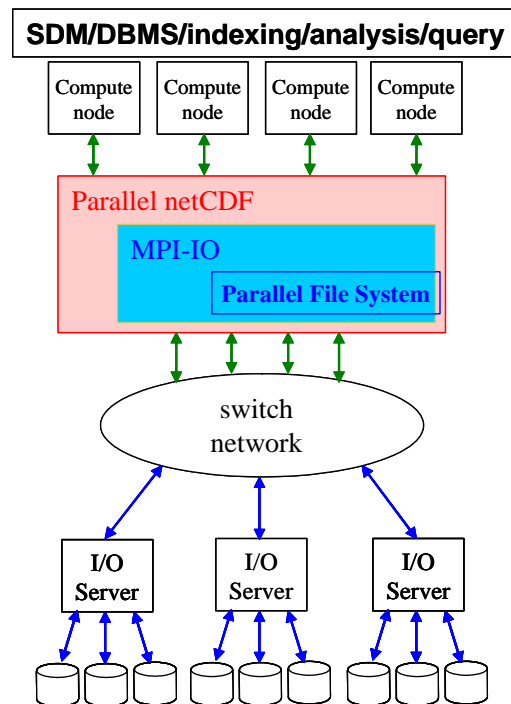 SDM/DBMS/indexing/analysis/query
Compute
node
Compute
node
Compute
node
Compute
node
Parallel netCDF
MPI-IO
Parallel File System
switch
network
I/O
Server
I/O
Server
I/O
Server